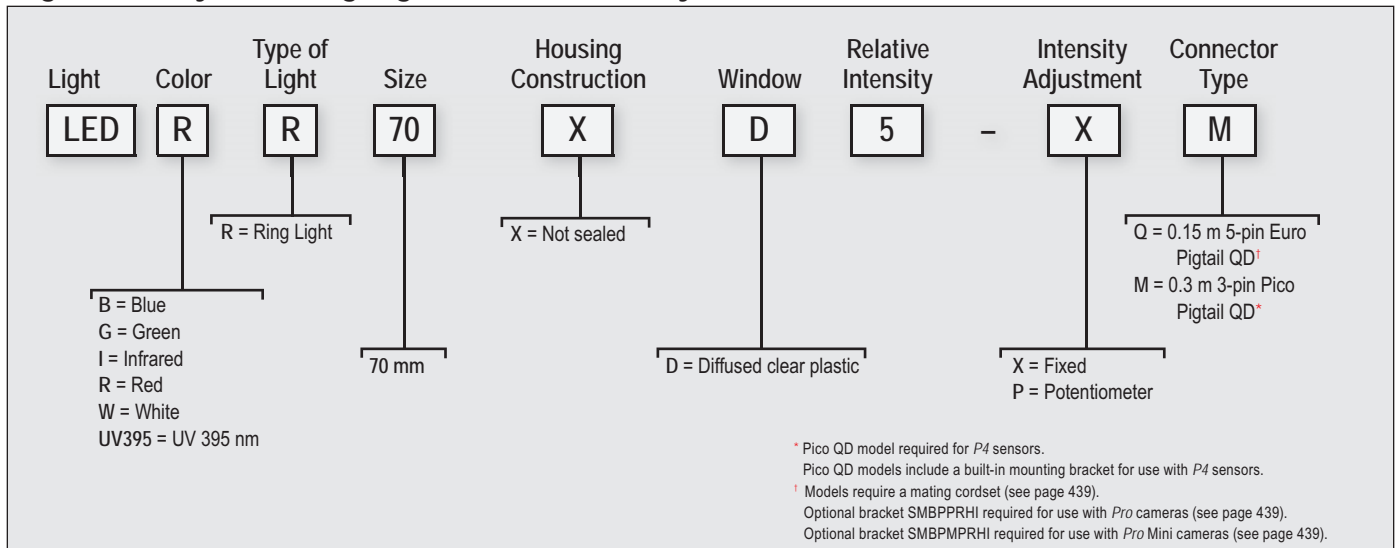 Type of
Light
Housing
Construction
Relative
Intensity
Intensity
Adjustment
Connector
Type
Light
Color
Size
Window
LED
R
R
70
X
D
5
–
X
M
R = Ring Light
X = Not sealed
Q = 0.15 m 5-pin Euro
Pigtail QD†
M = 0.3 m 3-pin Pico
Pigtail QD*
B = Blue
G = Green
I = Infrared
R = Red
W = White
UV395 = UV 395 nm
70 mm
D = Diffused clear plastic
X = Fixed
P = Potentiometer
* Pico QD model required for P4 sensors.
Pico QD models include a built-in mounting bracket for use with P4 sensors.
† Models require a mating cordset (see page 439).
Optional bracket SMBPPRHI required for use with Pro cameras (see page 439).
Optional bracket SMBPMPRHI required for use with Pro Mini cameras (see page 439).